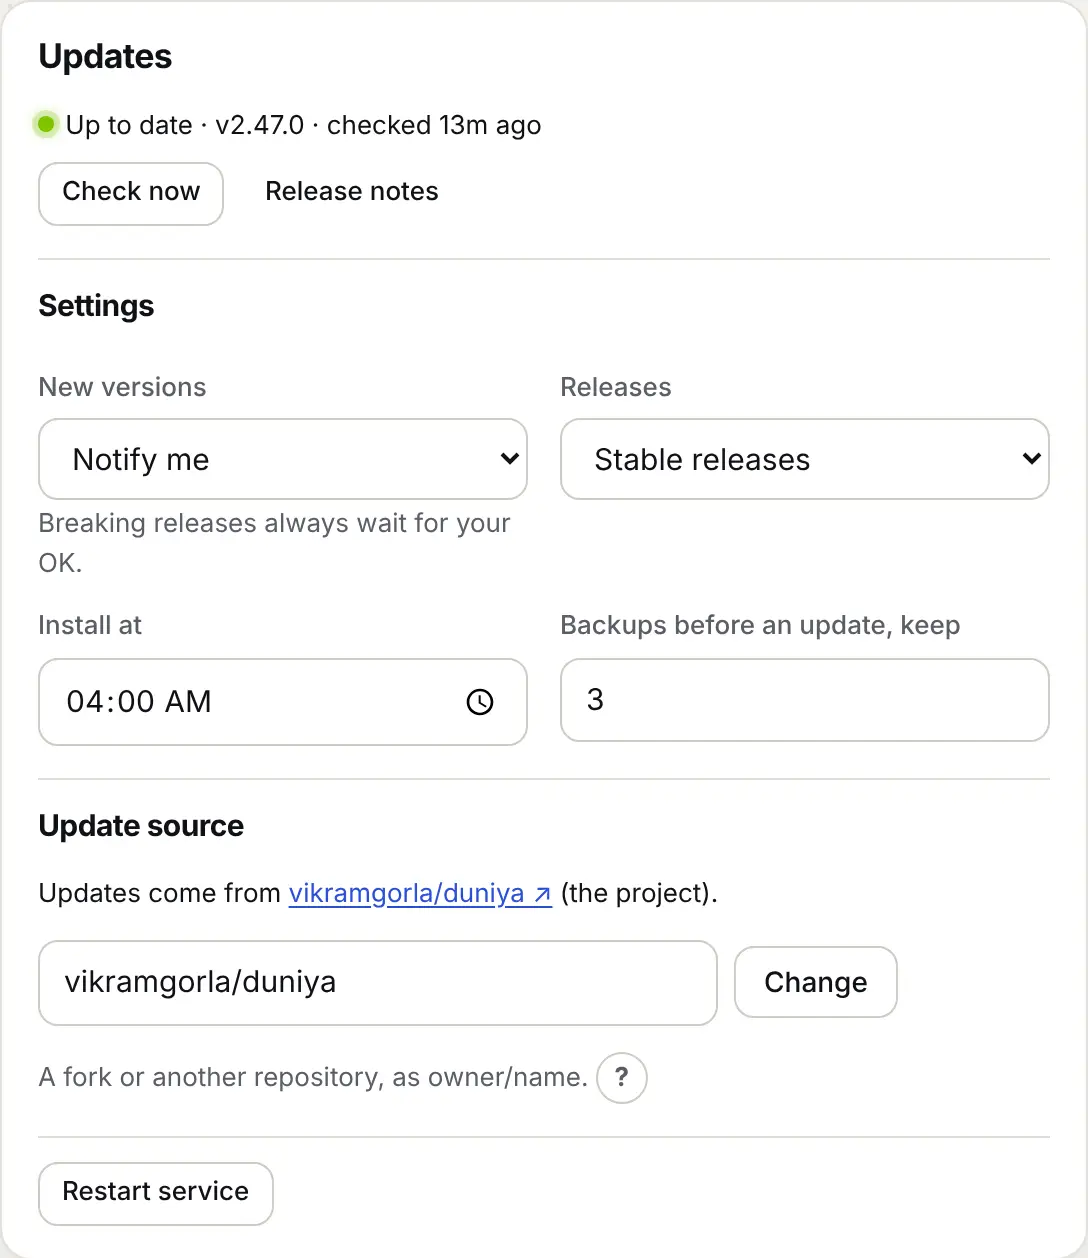 Updates
Up to date · v2.47.0 · checked 13m ago
Check now Release notes
Settings
New versions Releases
Notify me Stable releases
Breaking releases always wait for your
OK.
Install at Backups before an update, keep
04:00 AM 3
Update source
Updates come from vikramgorla/duniya ↗ (the project).
vikramgorla/duniya Change
A fork or another repository, as owner/name. ?
Restart service